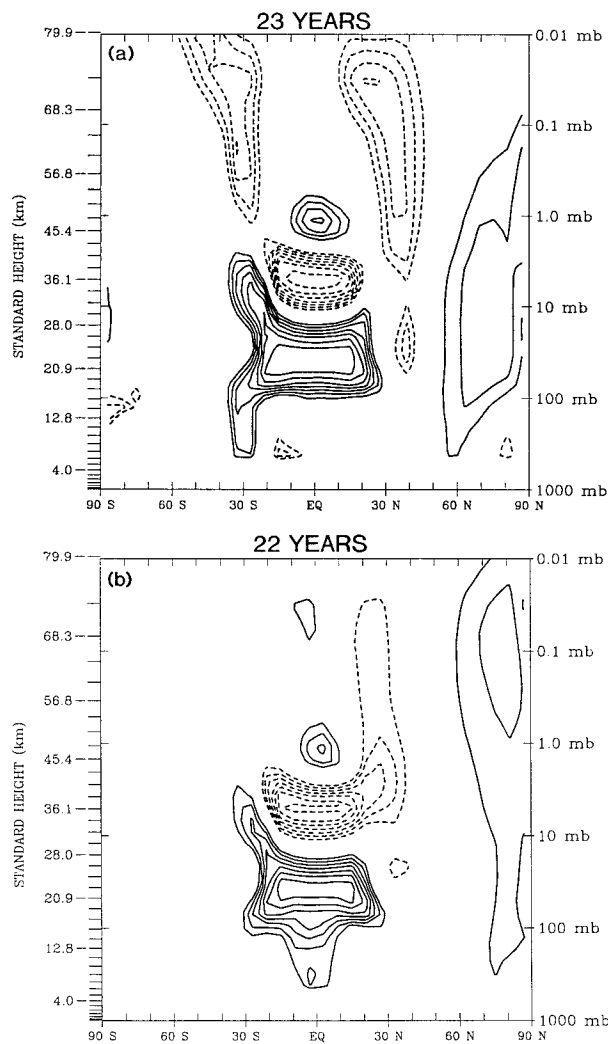 23 YEARS
(a)
79.9
68.3
56.8
45.4
36.1
28.0
20.9
12.8
4.0
STANDARD HEIGHT (km)
0.01 mb
0.1 mb
1.0 mb
10 mb
100 mb
1000 mb
90 S 60 S 30 S EQ 30 N 60 N 90 N
22 YEARS
(b)
79.9
68.3
56.8
45.4
36.1
28.0
20.9
12.8
4.0
STANDARD HEIGHT (km)
0.01 mb
0.1 mb
1.0 mb
10 mb
100 mb
1000 mb
90 S 60 S 30 S EQ 30 N 60 N 90 N